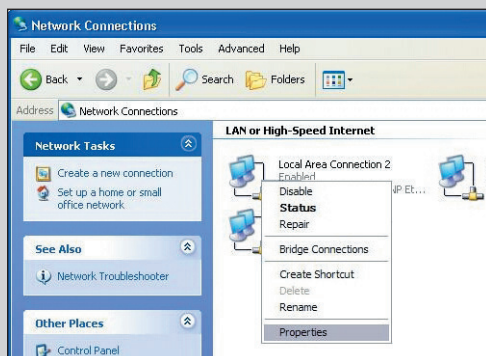 Network Connections
File Edit View Favorites Tools Advanced Help
Back Search Folders
Address Network Connections
Network Tasks
Create a new connection
Set up a home or small
office network
See Also
Network Troubleshooter
Other Places
Control Panel
LAN or High-Speed Internet
Local Area Connection 2
Enabled
NP Et...
Disable
Status
Repair
Bridge Connections
Create Shortcut
Delete
Rename
Properties